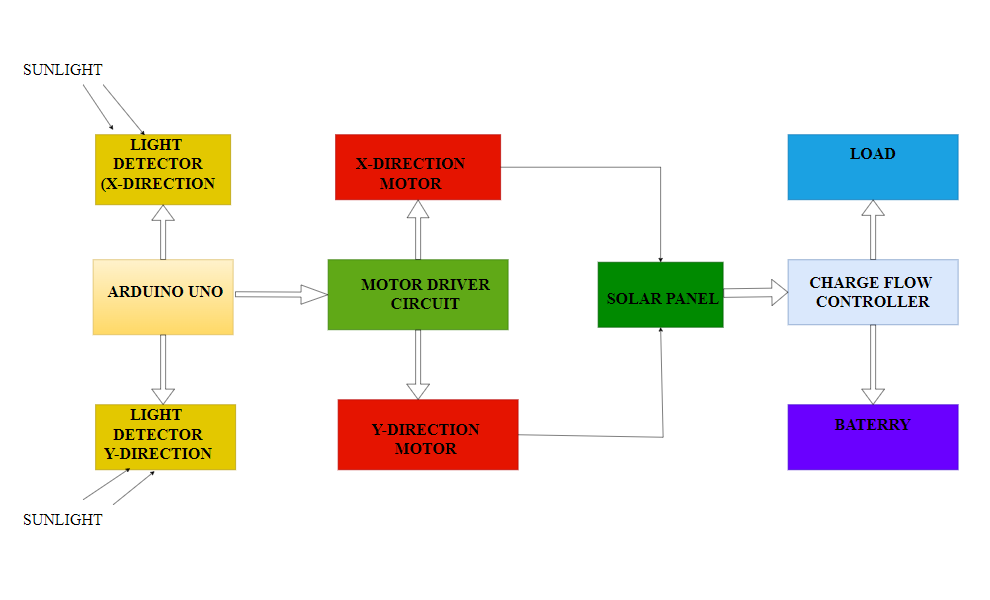 SUNLIGHT
LIGHT
DETECTOR
(X-DIRECTION
X-DIRECTION
MOTOR
LOAD
ARDUINO UNO
MOTOR DRIVER
CIRCUIT
SOLAR PANEL
CHARGE FLOW
CONTROLLER
LIGHT
DETECTOR
Y-DIRECTION
Y-DIRECTION
MOTOR
BATERRY
SUNLIGHT